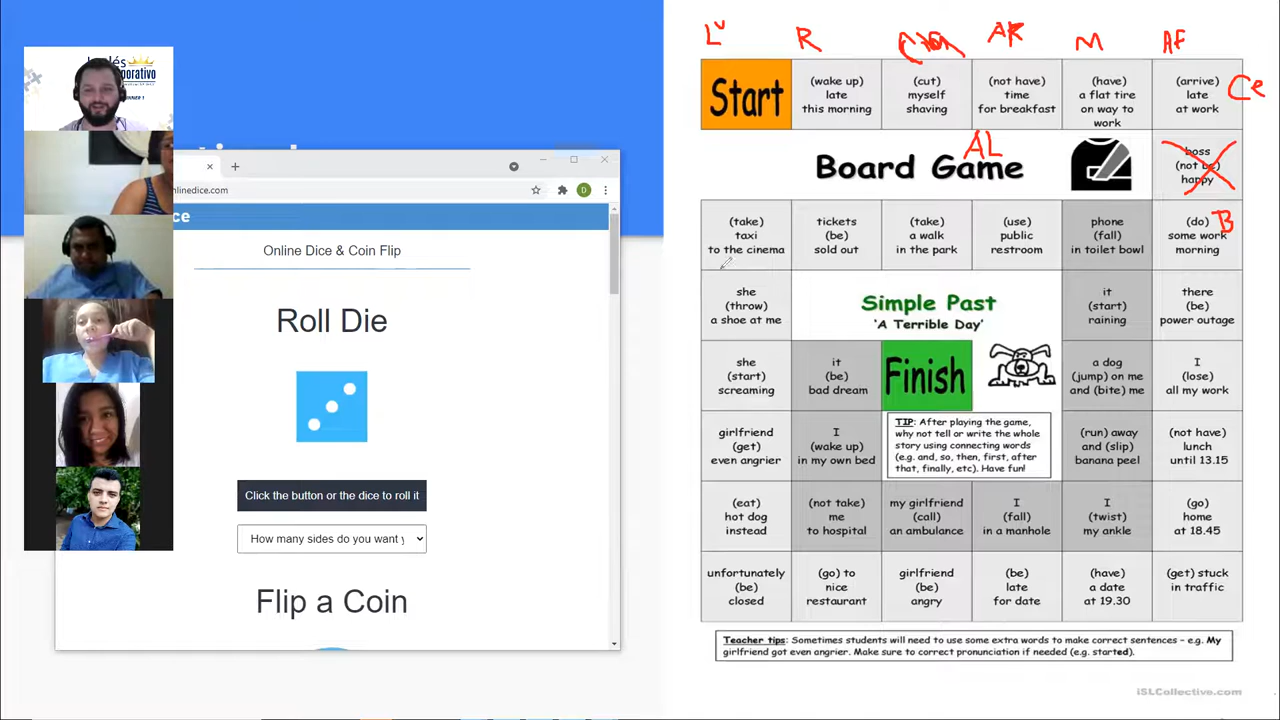 Lu
R
AR
M
AF
Ce
AL
B
Inglés
corporativo
Start
(wake up)
late
this morning
(cut)
myself
shaving
(not have)
time
for breakfast
(have)
a flat tire
on way to
work
(arrive)
late
at work
Board Game
boss
(not be)
happy
(take)
taxi
to the cinema
tickets
(be)
sold out
(take)
a walk
in the park
(use)
public
restroom
phone
(fall)
in toilet bowl
(do)
some work
morning
she
(throw)
a shoe at me
Simple Past
'A Terrible Day'
it
(start)
raining
there
(be)
power outage
she
(start)
screaming
it
(be)
bad dream
Finish
a dog
(jump) on me
and (bite) me
I
(lose)
all my work
girlfriend
(get)
even angrier
I
(wake up)
in my own bed
TIP: After playing the game,
why not tell or write the whole
story using connecting words
(e.g. and, so, then, first, after
that, finally, etc). Have fun!
(run) away
and (slip)
banana peel
(not have)
lunch
until 13.15
(eat)
hot dog
instead
(not take)
me
to hospital
my girlfriend
(call)
an ambulance
I
(fall)
in a manhole
I
(twist)
my ankle
(go)
home
at 18.45
unfortunately
(be)
closed
(go) to
nice
restaurant
girlfriend
(be)
angry
(be)
late
for date
(have)
a date
at 19.30
(get) stuck
in traffic
Teacher tips: Sometimes students will need to use some extra words to make correct sentences – e.g. My
girlfriend got even angrier. Make sure to correct pronunciation if needed (e.g. started).
iSLCollective.com
nlinedice.com
D
ce
Online Dice & Coin Flip
Roll Die
Click the button or the dice to roll it
How many sides do you want y
Flip a Coin